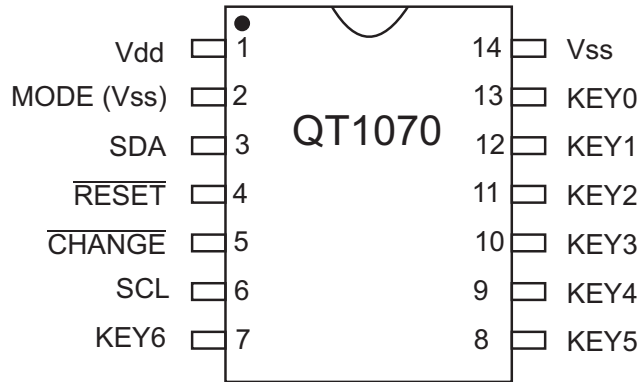 Vdd 1 14 Vss
MODE (Vss) 2 13 KEY0
QT1070
SDA 3 12 KEY1
RESET 4 11 KEY2
CHANGE 5 10 KEY3
SCL 6 9 KEY4
KEY6 7 8 KEY5